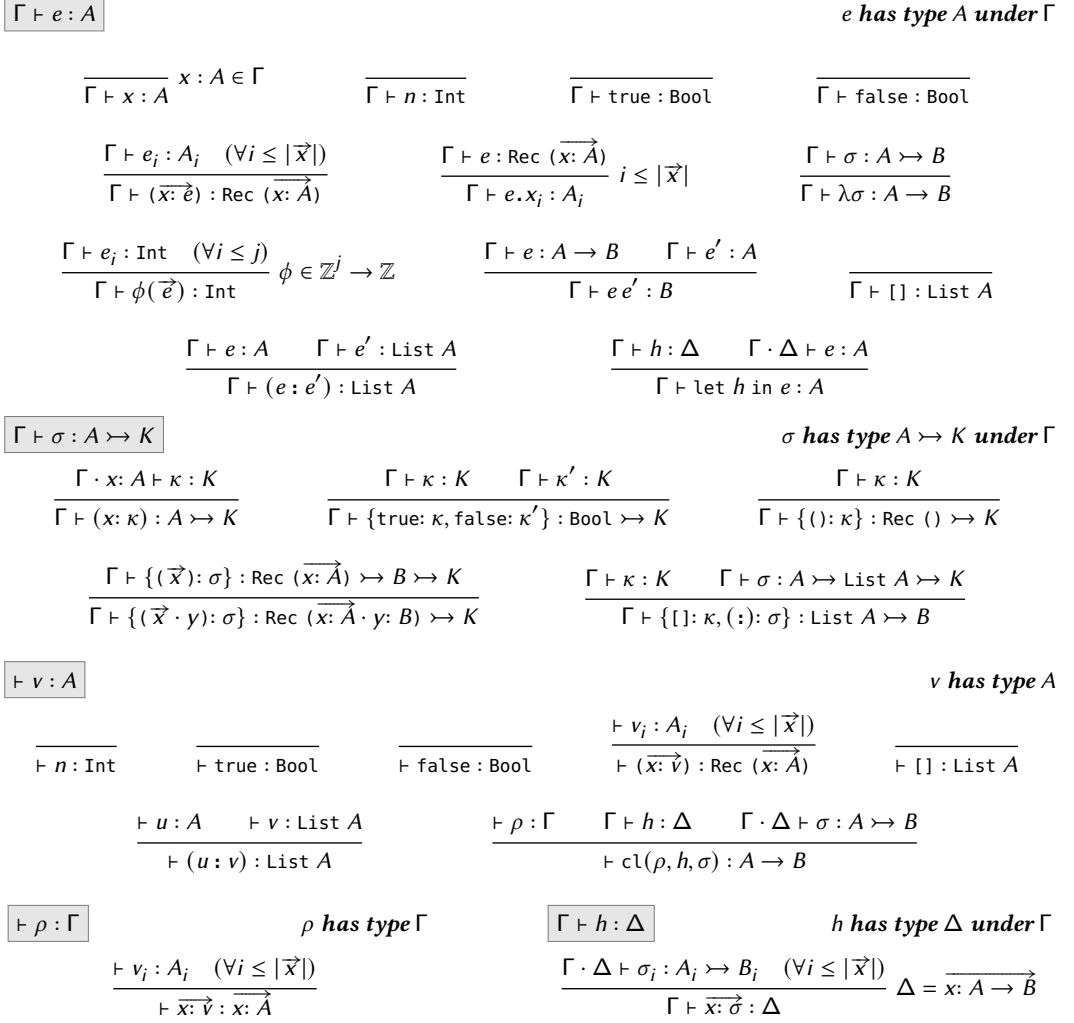 Γ ⊢ e : A e has type A under Γ
x : A ∈ Γ
Γ ⊢ x : A Γ ⊢ n : Int Γ ⊢ true : Bool Γ ⊢ false : Bool
Γ ⊢ e_i : A_i (∀i ≤ |x⃗|) Γ ⊢ e : Rec (x: A)⃗ i ≤ |x⃗| Γ ⊢ σ : A ↣ B
Γ ⊢ (x: e⃗) : Rec (x: A⃗) Γ ⊢ e.x_i : A_i Γ ⊢ λσ : A → B
Γ ⊢ e_i : Int (∀i ≤ j) ϕ ∈ ℤ^j → ℤ Γ ⊢ e : A → B Γ ⊢ e′ : A
Γ ⊢ ϕ(e⃗) : Int Γ ⊢ e e′ : B Γ ⊢ [] : List A
Γ ⊢ e : A Γ ⊢ e′ : List A Γ ⊢ h : Δ Γ · Δ ⊢ e : A
Γ ⊢ (e : e′) : List A Γ ⊢ let h in e : A
Γ ⊢ σ : A ↣ K σ has type A ↣ K under Γ
Γ · x: A ⊢ κ : K Γ ⊢ κ : K Γ ⊢ κ′ : K Γ ⊢ κ : K
Γ ⊢ (x: κ) : A ↣ K Γ ⊢ {true: κ, false: κ′} : Bool ↣ K Γ ⊢ {(): κ} : Rec () ↣ K
Γ ⊢ {(x⃗): σ} : Rec (x: A⃗) ↣ B ↣ K Γ ⊢ κ : K Γ ⊢ σ : A ↣ List A ↣ K
Γ ⊢ {(x⃗ · y): σ} : Rec (x: A⃗ · y: B) ↣ K Γ ⊢ {[]: κ, (:): σ} : List A ↣ B
⊢ v : A v has type A
⊢ v_i : A_i (∀i ≤ |x⃗|)
⊢ n : Int ⊢ true : Bool ⊢ false : Bool ⊢ (x: v⃗) : Rec (x: A⃗) ⊢ [] : List A
⊢ u : A ⊢ v : List A ⊢ ρ : Γ Γ ⊢ h : Δ Γ · Δ ⊢ σ : A ↣ B
⊢ (u : v) : List A ⊢ cl(ρ, h, σ) : A → B
⊢ ρ : Γ ρ has type Γ Γ ⊢ h : Δ h has type Δ under Γ
⊢ v_i : A_i (∀i ≤ |x⃗|) Γ · Δ ⊢ σ_i : A_i ↣ B_i (∀i ≤ |x⃗|) Δ = x: A → B⃗
⊢ x: v⃗ : x: A⃗ Γ ⊢ x: σ⃗ : Δ